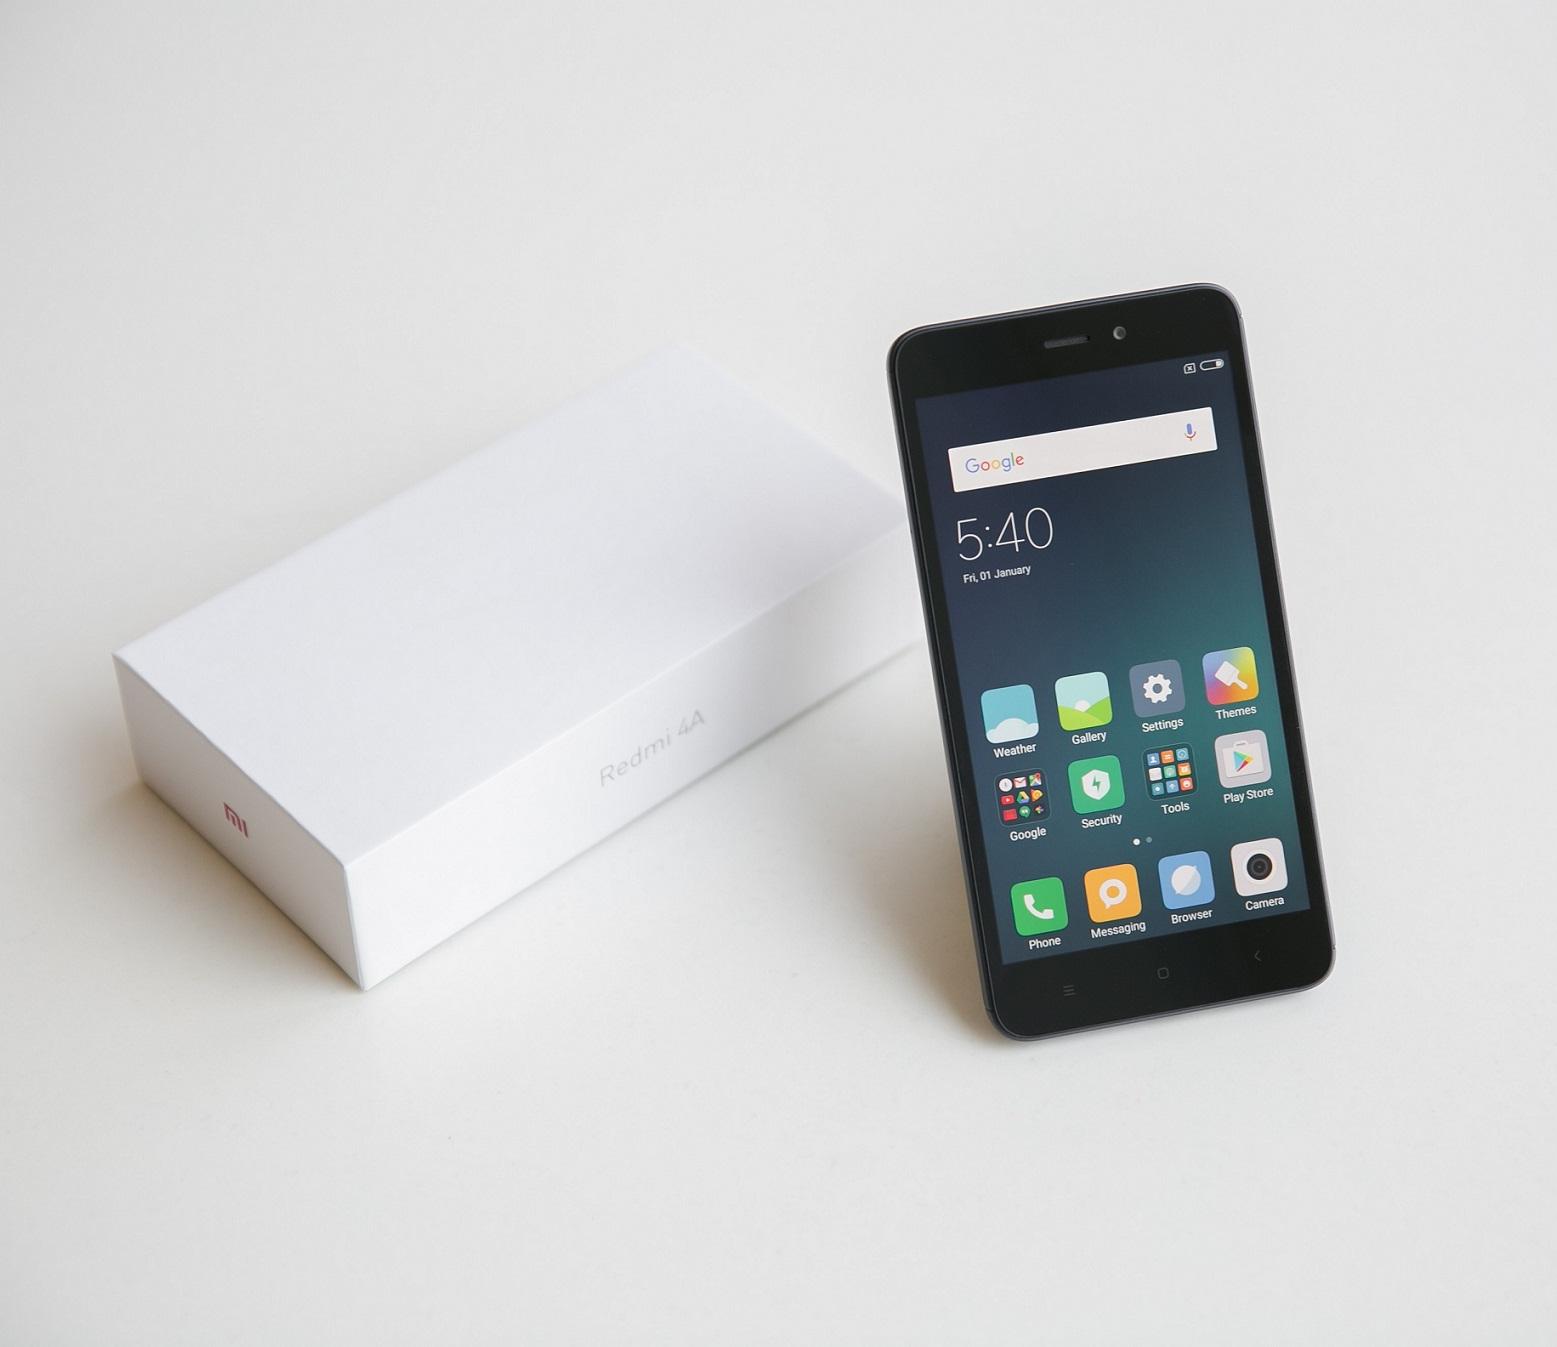 Redmi 4A
Google
5:40
Fri, 01 January
Weather Gallery Settings Themes
Google Security Tools Play Store
Phone Messaging Browser Camera